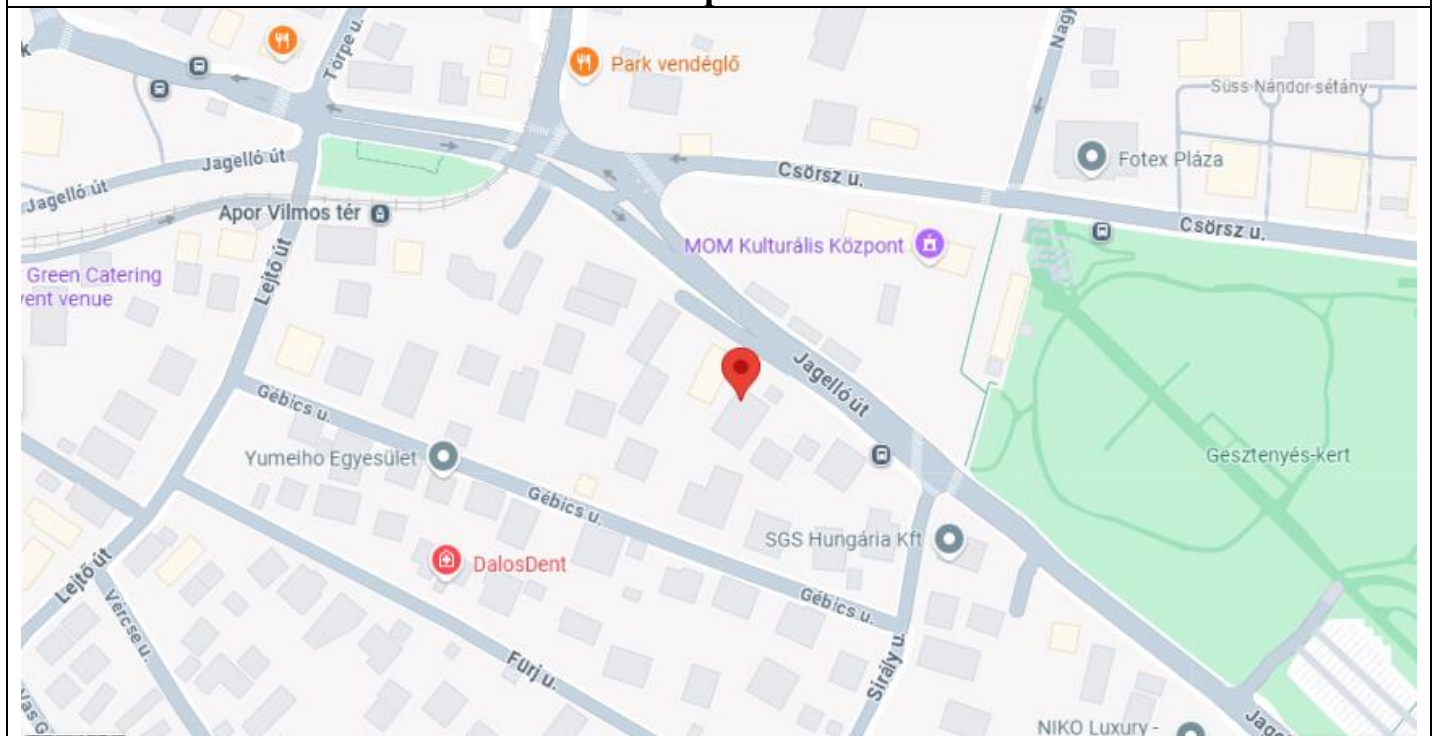 Törpe u.
Park vendéglő
Nagy
Süss Nándor sétány
Fotex Pláza
Jagelló út
Csörsz u.
Jagelló út
Apor Vilmos tér
Csörsz u.
MOM Kulturális Központ
Green Catering
vent venue
Lejtő út
Jagelló út
Gébics u.
Yumeiho Egyesület
Gesztenyés-kert
Gébics u.
SGS Hungária Kft
DalosDent
Lejtő út
Gébics u.
Vércse u.
Fürj u.
Sirály u.
Vas G
NIKO Luxury -
Jage